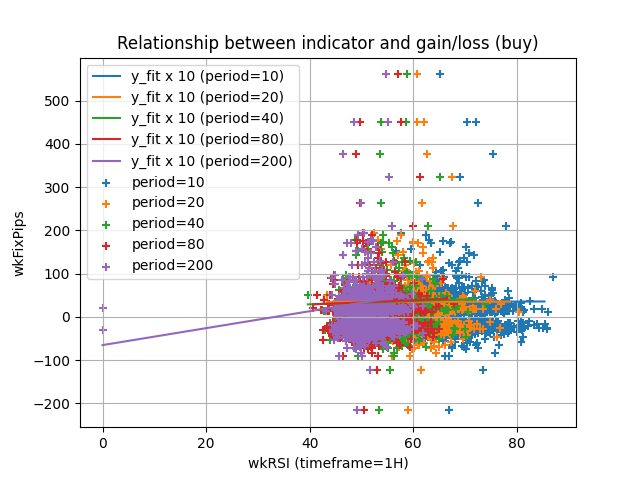 Relationship between indicator and gain/loss (buy)
y_fit x 10 (period=10)
y_fit x 10 (period=20)
y_fit x 10 (period=40)
y_fit x 10 (period=80)
y_fit x 10 (period=200)
period=10
period=20
period=40
period=80
period=200
wkFixPips
500
400
300
200
100
0
−100
−200
0 20 40 60 80
wkRSI (timeframe=1H)